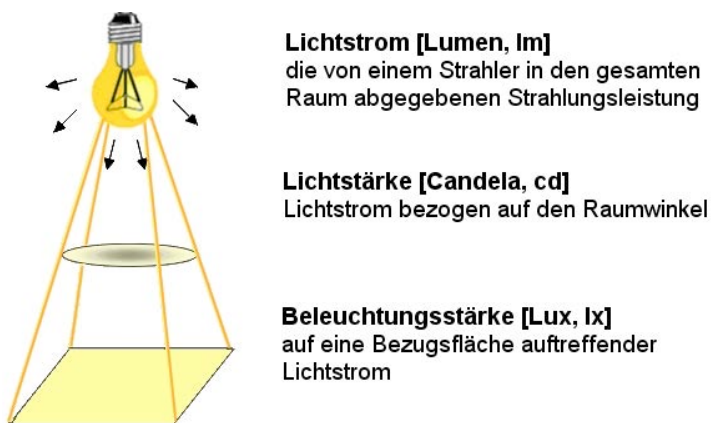 Lichtstrom [Lumen, lm]
die von einem Strahler in den gesamten
Raum abgegebenen Strahlungsleistung
Lichtstärke [Candela, cd]
Lichtstrom bezogen auf den Raumwinkel
Beleuchtungsstärke [Lux, lx]
auf eine Bezugsfläche auftreffender
Lichtstrom